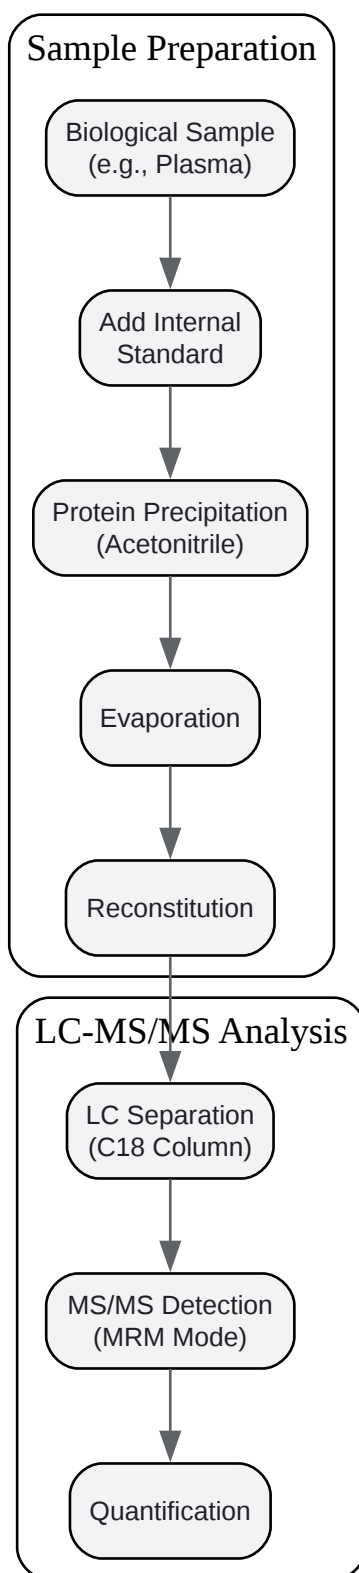 Sample Preparation
Biological Sample
(e.g., Plasma)
Add Internal
Standard
Protein Precipitation
(Acetonitrile)
Evaporation
Reconstitution
LC-MS/MS Analysis
LC Separation
(C18 Column)
MS/MS Detection
(MRM Mode)
Quantification